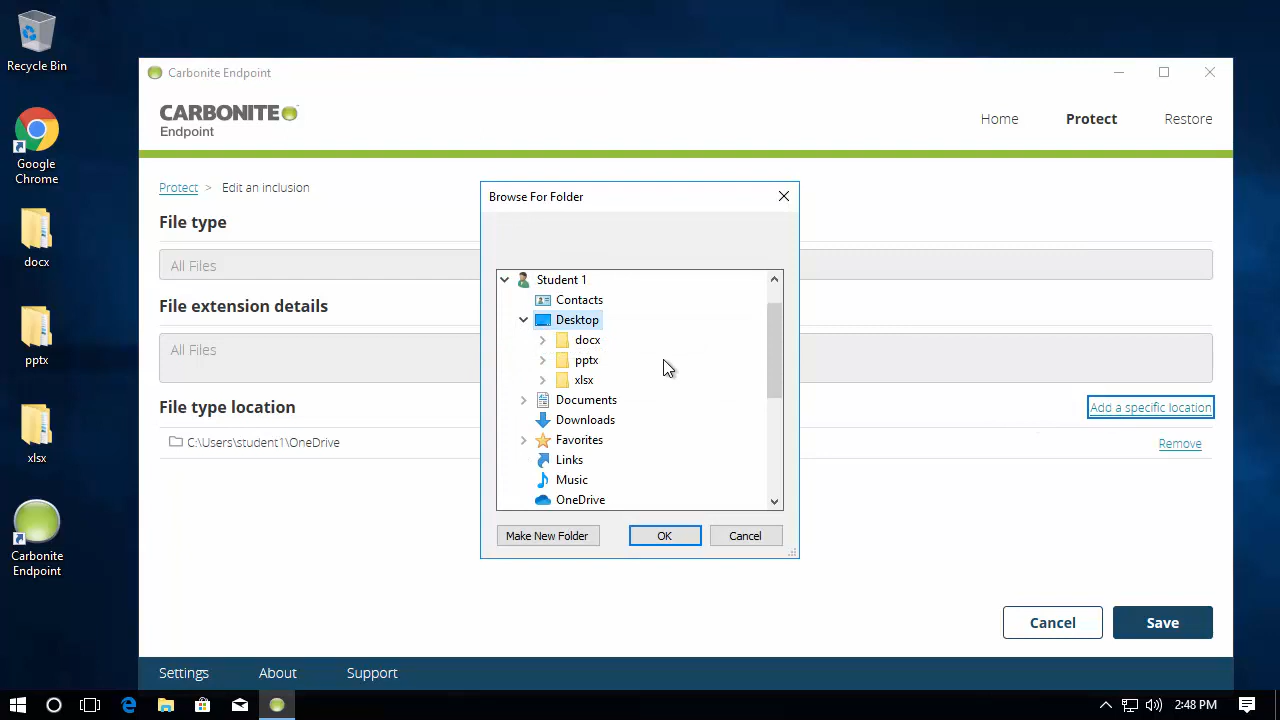 Recycle Bin
Google
Chrome
docx
pptx
xlsx
Carbonite
Endpoint
Carbonite Endpoint
CARBONITE
Endpoint
Home
Protect
Restore
Protect > Edit an inclusion
File type
All Files
File extension details
All Files
File type location
Add a specific location
C:\Users\student1\OneDrive
Remove
Browse For Folder
Student 1
Contacts
Desktop
docx
pptx
xlsx
Documents
Downloads
Favorites
Links
Music
OneDrive
Make New Folder
OK
Cancel
Cancel
Save
Settings
About
Support
2:48 PM